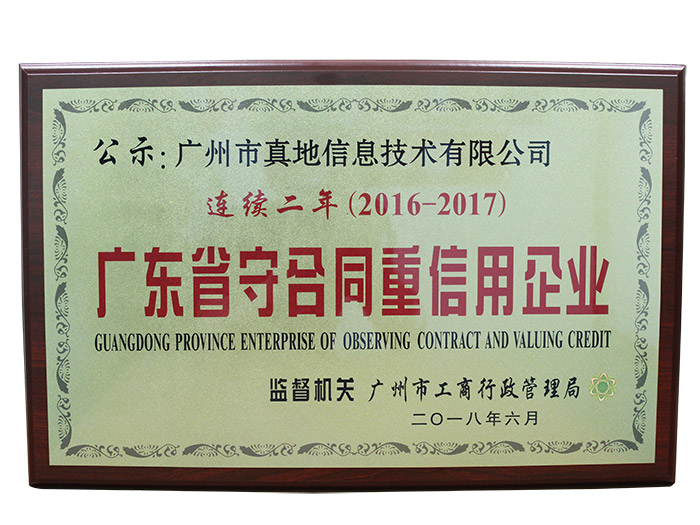 公示:广州市真地信息技术有限公司
连续二年(2016-2017)
广东省守合同重信用企业
GUANGDONG PROVINCE ENTERPRISE OF OBSERVING CONTRACT AND VALUING CREDIT
监督机关 广州市工商行政管理局
二〇一八年六月